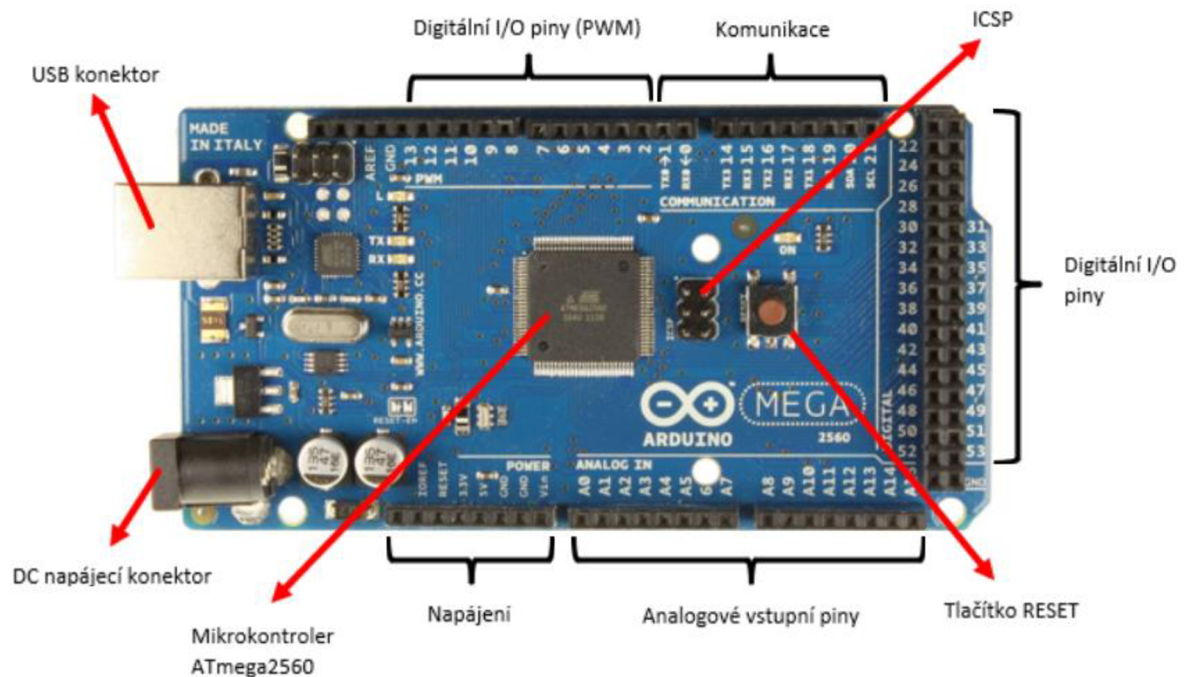 Digitální I/O piny (PWM)
Komunikace
ICSP
USB konektor
MADE
IN ITALY
AREF
GND
13
12
11
10
9
8
7
6
5
4
3
2
TX0→1
RX0←0
TX3 14
RX3 15
TX2 16
RX2 17
TX1 18
19
SDA 20
SCL 21
PWM
COMMUNICATION
L
TX
RX
ON
22
24
26
28
30
31
32
33
34
35
36
37
38
39
40
41
42
43
44
45
46
47
48
49
50
51
52
53
GND
Digitální I/O
piny
WWW.ARDUINO.CC
ICSP
RESET
RESET-EN
ARDUINO
MEGA
2560
DIGITAL
POWER
ANALOG IN
IOREF
RESET
3.3V
5V
GND
GND
Vin
A0
A1
A2
A3
A4
A5
A7
A8
A9
A10
A11
A12
A13
A14
DC napájecí konektor
Napájení
Analogové vstupní piny
Tlačítko RESET
Mikrokontroler
ATmega2560